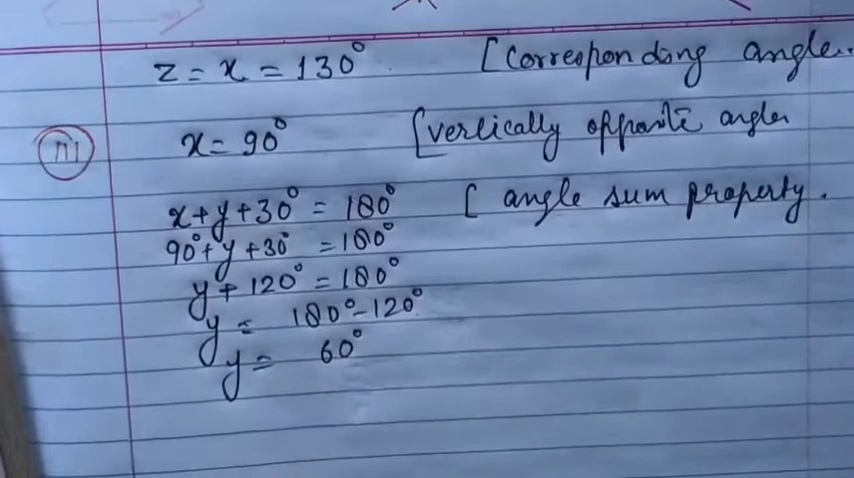 z = x = 130° [Corresponding angle.
(iii) x = 90° [vertically opposite angles
x + y + 30° = 180° [ angle sum property.
90° + y + 30° = 180°
y + 120° = 180°
y = 180° - 120°
y = 60°